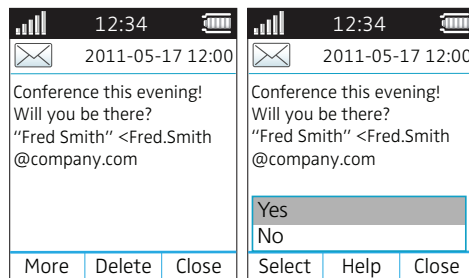 12:34
2011-05-17 12:00
Conference this evening!
Will you be there?
“Fred Smith” <Fred.Smith
@company.com
More Delete Close
12:34
2011-05-17 12:00
Conference this evening!
Will you be there?
“Fred Smith” <Fred.Smith
@company.com
Yes
No
Select Help Close